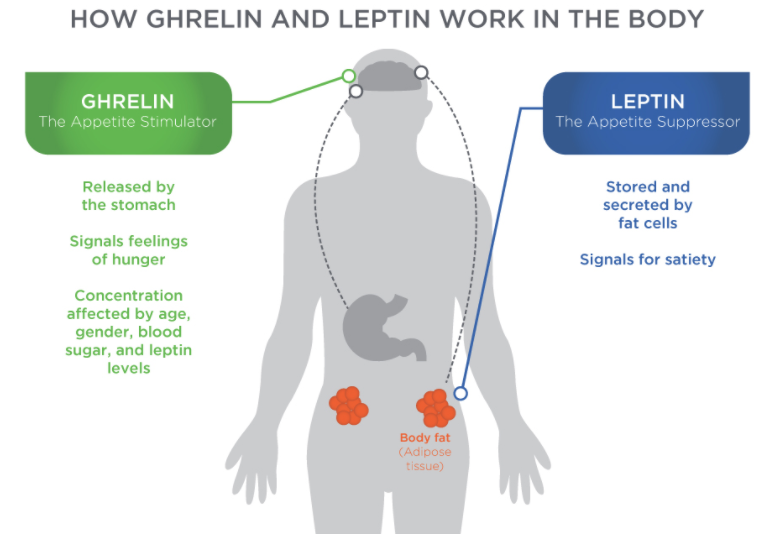 HOW GHRELIN AND LEPTIN WORK IN THE BODY
GHRELIN
The Appetite Stimulator
Released by
the stomach
Signals feelings
of hunger
Concentration
affected by age,
gender, blood
sugar, and leptin
levels
LEPTIN
The Appetite Suppressor
Stored and
secreted by
fat cells
Signals for satiety
Body fat
(Adipose
tissue)